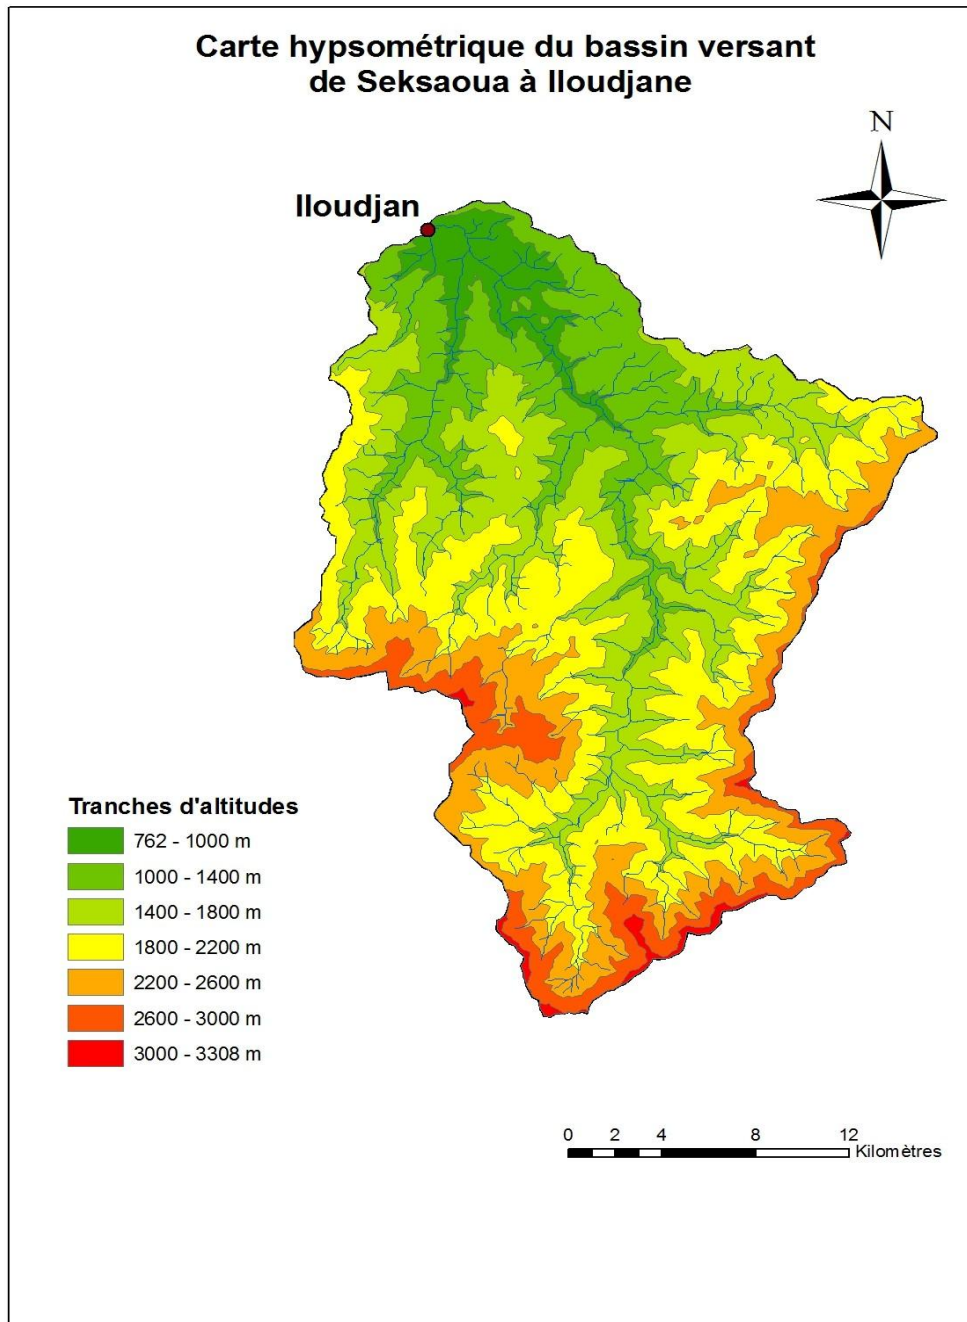 Carte hypsométrique du bassin versant
de Seksaoua à Iloudjane
N
Iloudjan
Tranches d'altitudes
762 - 1000 m
1000 - 1400 m
1400 - 1800 m
1800 - 2200 m
2200 - 2600 m
2600 - 3000 m
3000 - 3308 m
0 2 4 8 12
Kilomètres